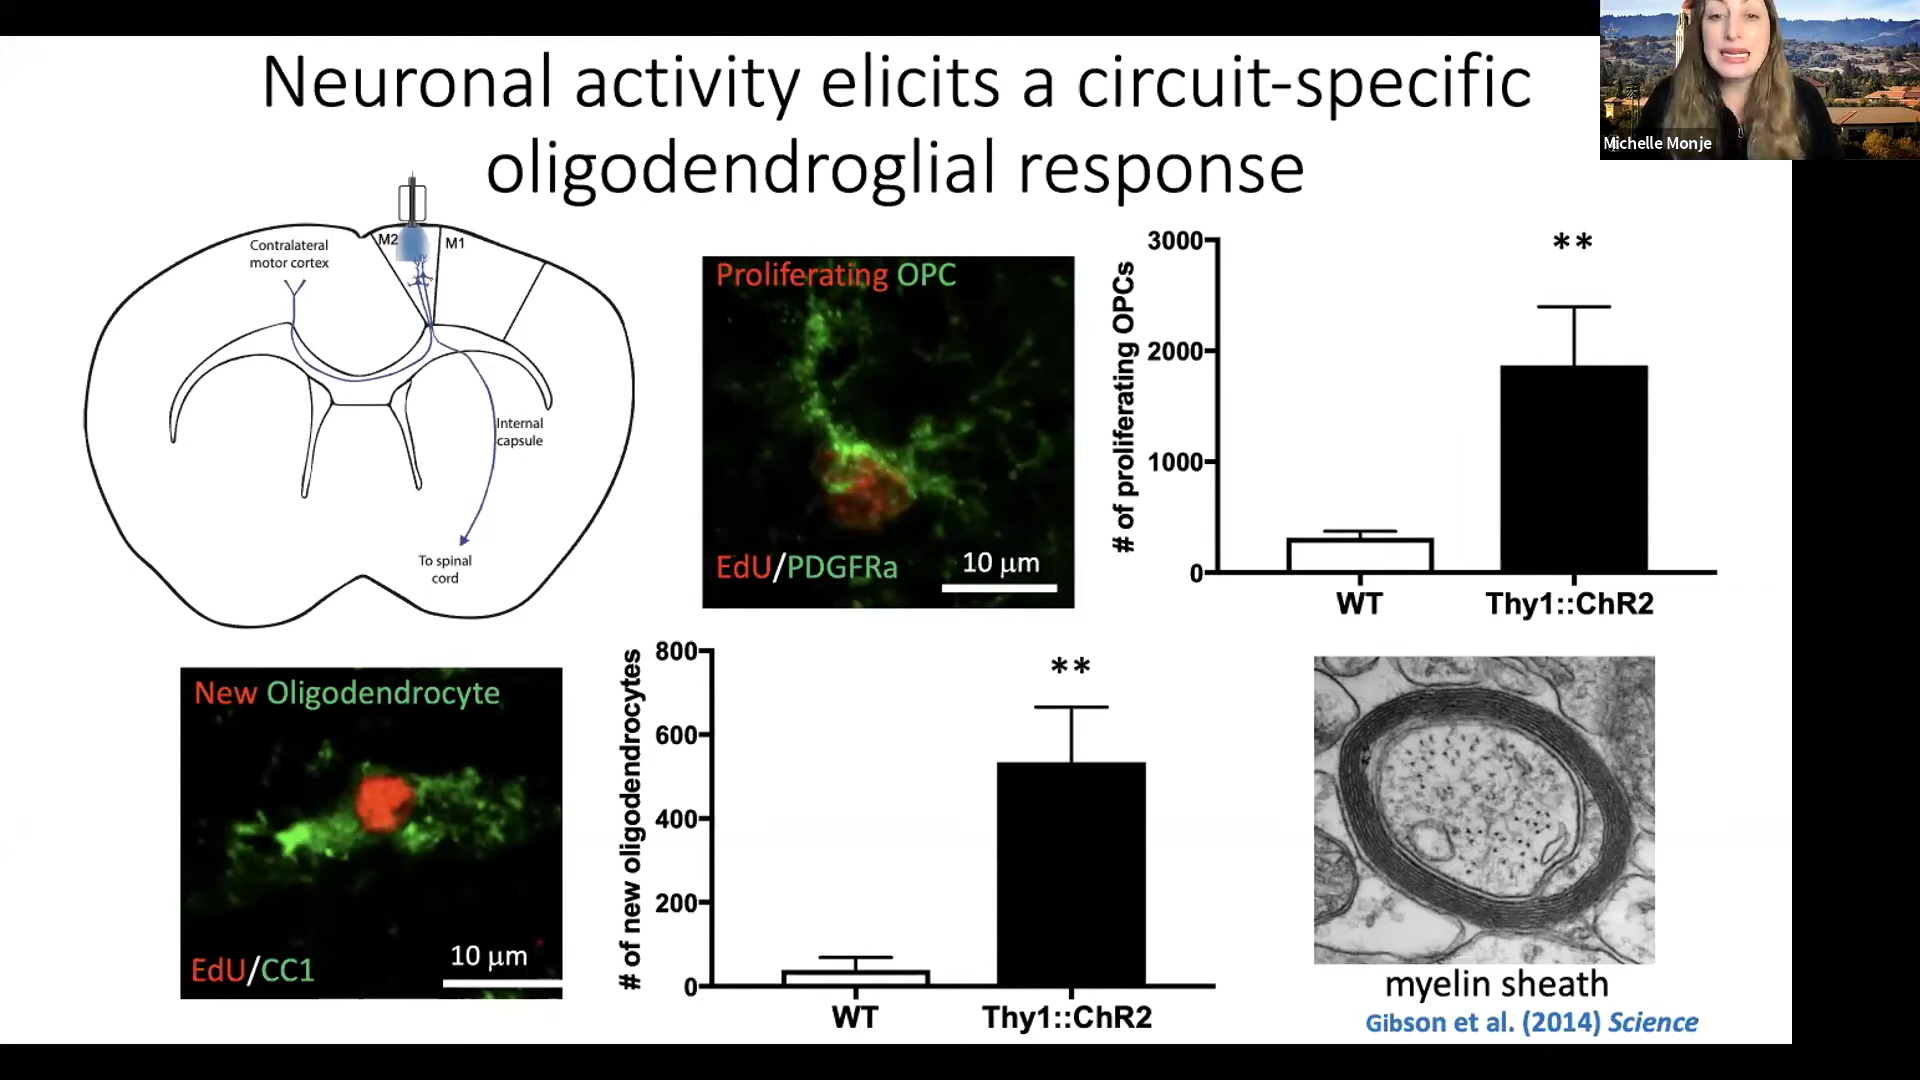 Neuronal activity elicits a circuit-specific
oligodendroglial response
Michelle Monje
Contralateral
motor cortex
M2
M1
Internal
capsule
To spinal
cord
Proliferating OPC
EdU/PDGFRa
10 μm
# of proliferating OPCs
3000
2000
1000
0
**
WT
Thy1::ChR2
New Oligodendrocyte
EdU/CC1
10 μm
# of new oligodendrocytes
800
600
400
200
0
**
WT
Thy1::ChR2
myelin sheath
Gibson et al. (2014) Science